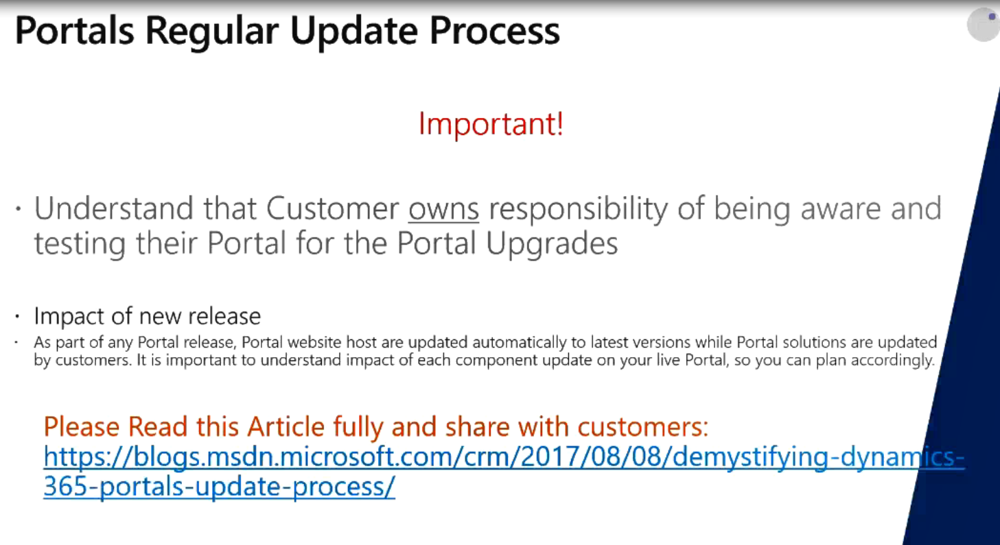 Portals Regular Update Process
Important!
· Understand that Customer owns responsibility of being aware and
testing their Portal for the Portal Upgrades
· Impact of new release
· As part of any Portal release, Portal website host are updated automatically to latest versions while Portal solutions are updated
by customers. It is important to understand impact of each component update on your live Portal, so you can plan accordingly.
Please Read this Article fully and share with customers:
https://blogs.msdn.microsoft.com/crm/2017/08/08/demystifying-dynamics-
365-portals-update-process/